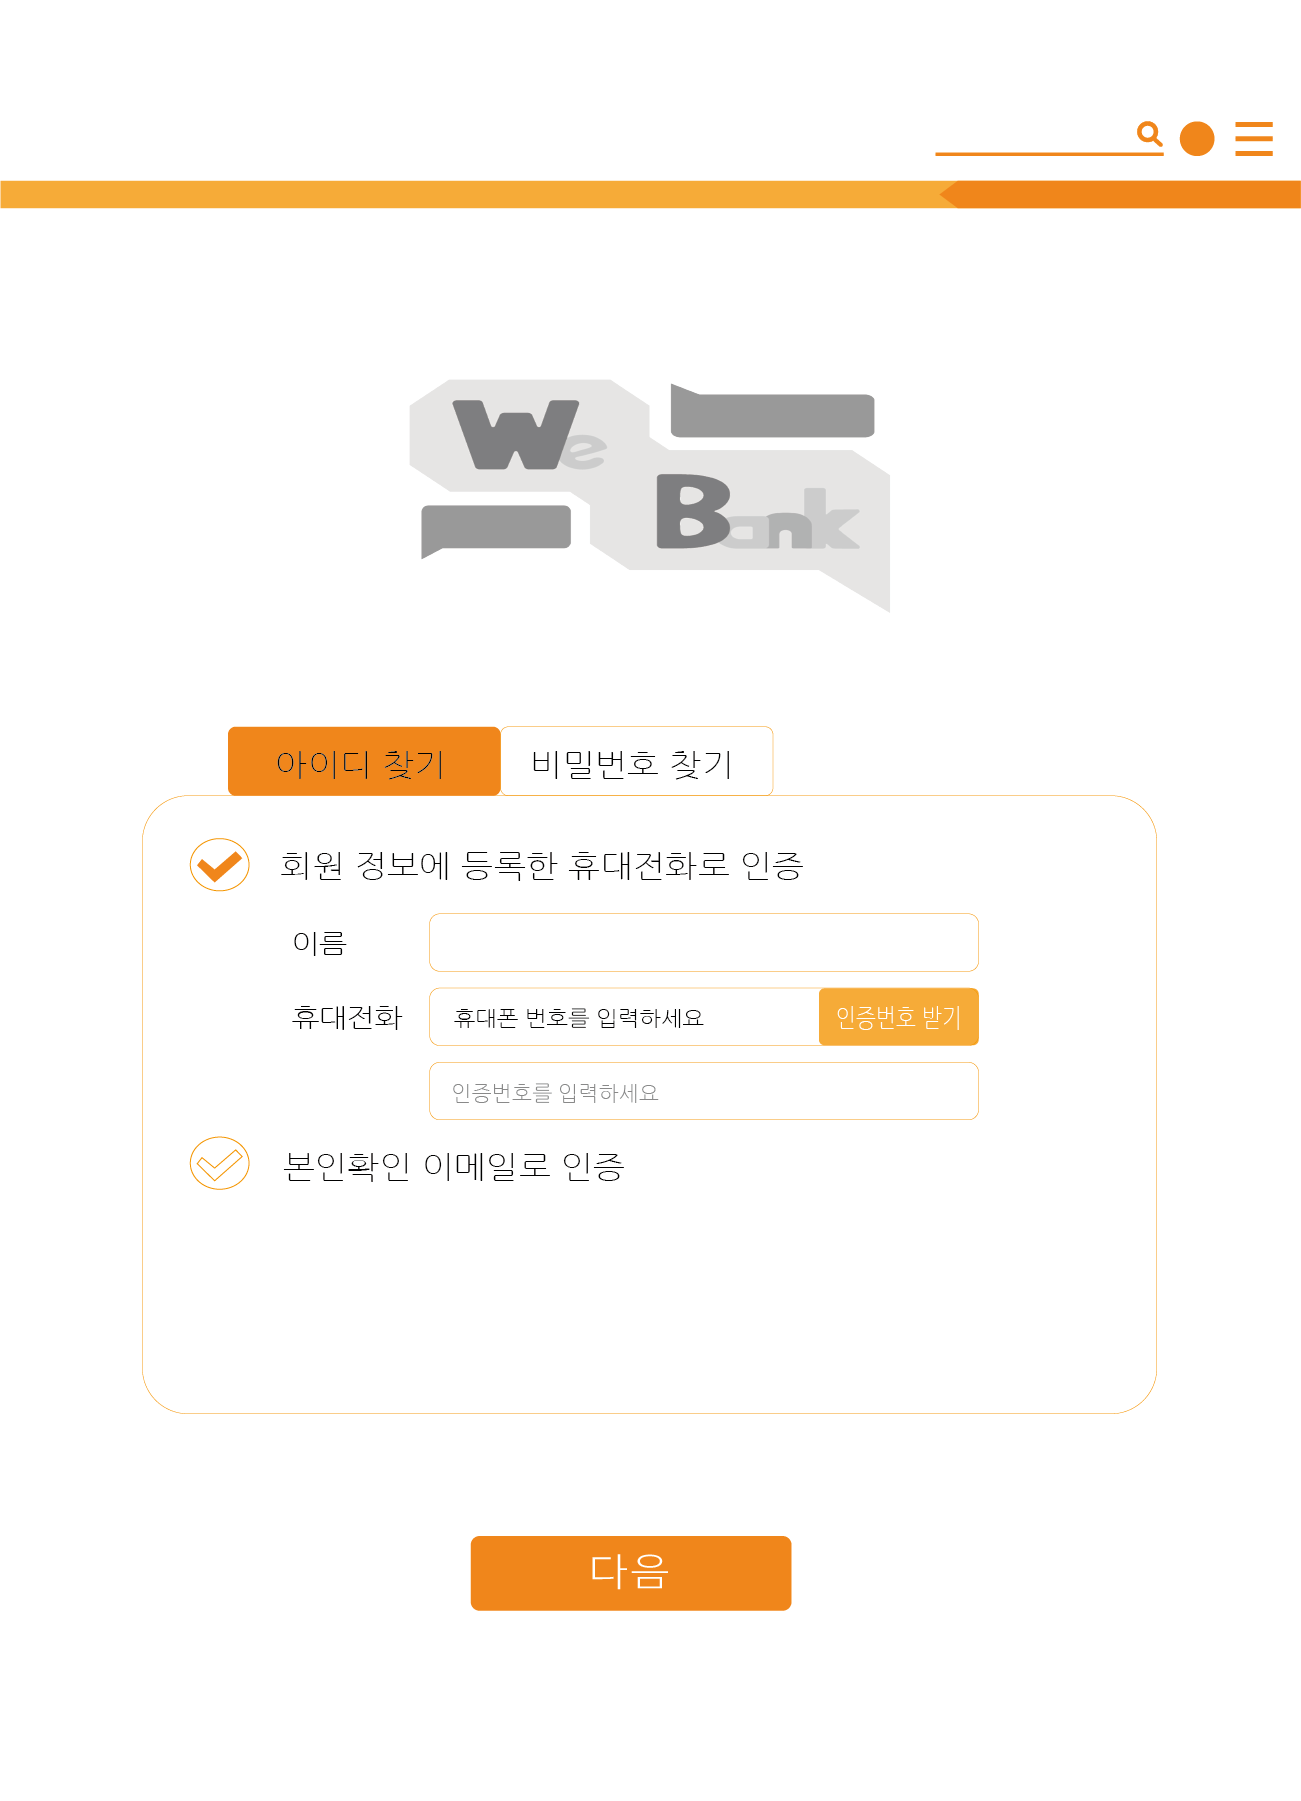 We
Bank
아이디 찾기
비밀번호 찾기
회원 정보에 등록한 휴대전화로 인증
이름
휴대전화
휴대폰 번호를 입력하세요
인증번호 받기
인증번호를 입력하세요
본인확인 이메일로 인증
다음